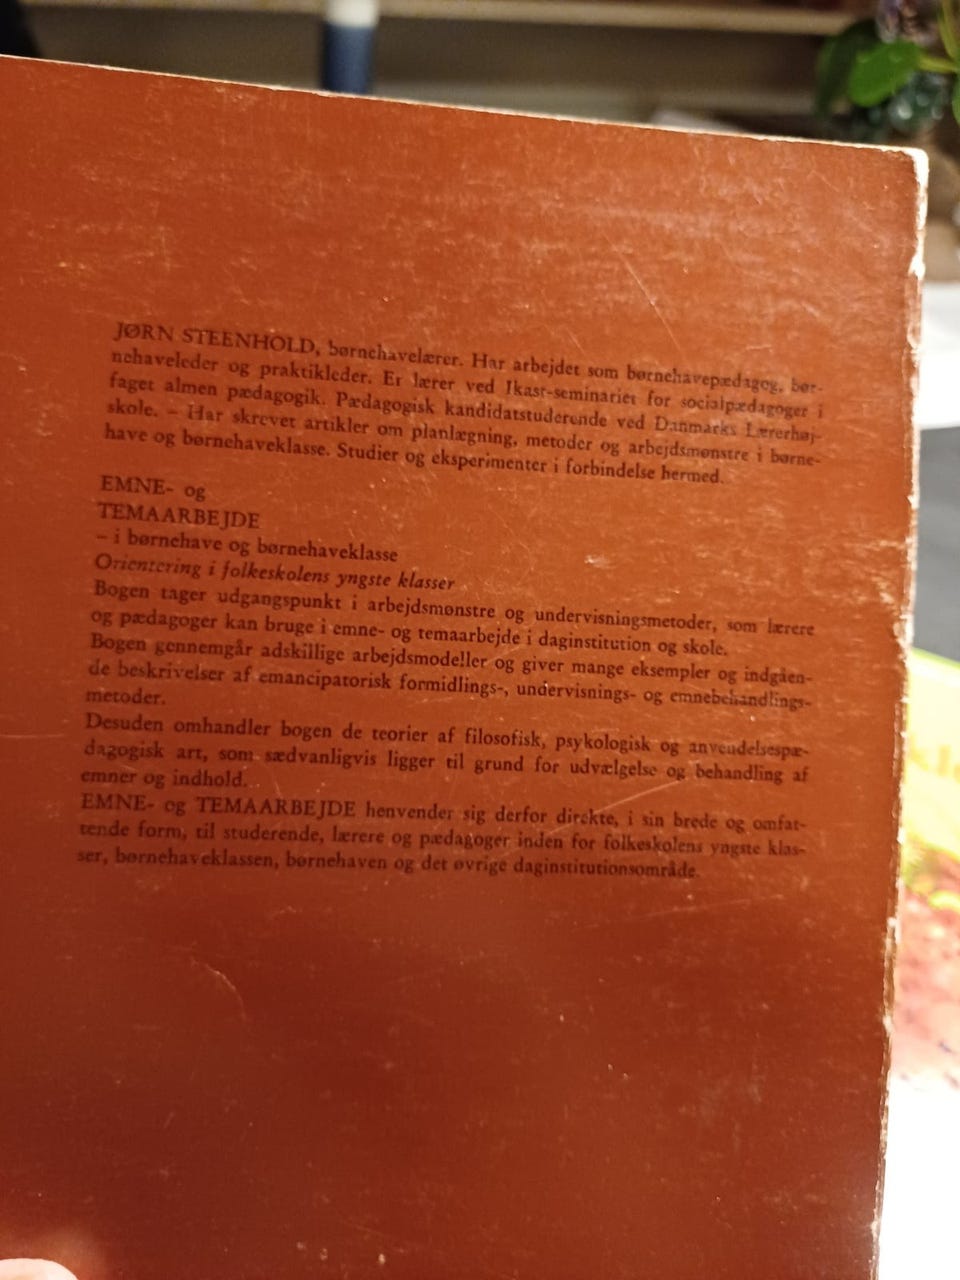 JØRN STEENHOLD, børnehavelærer. Har arbejdet som børnehavepædagog, bør-
nehaveleder og praktikleder. Er lærer ved Ikast-seminariet for socialpædagoger i
faget almen pædagogik. Pædagogisk kandidatstuderende ved Danmarks Lærerhøj-
skole. – Har skrevet artikler om planlægning, metoder og arbejdsmønstre i børne-
have og børnehaveklasse. Studier og eksperimenter i forbindelse hermed.
EMNE- og
TEMAARBEJDE
– i børnehave og børnehaveklasse
Orientering i folkeskolens yngste klasser
Bogen tager udgangspunkt i arbejdsmønstre og undervisningsmetoder, som lærere
og pædagoger kan bruge i emne- og temaarbejde i daginstitution og skole.
Bogen gennemgår adskillige arbejdsmodeller og giver mange eksempler og indgåen-
de beskrivelser af emancipatorisk formidlings-, undervisnings- og emnebehandlings-
metoder.
Desuden omhandler bogen de teorier af filosofisk, psykologisk og anvendelsespæ-
dagogisk art, som sædvanligvis ligger til grund for udvælgelse og behandling af
emner og indhold.
EMNE- og TEMAARBEJDE henvender sig derfor direkte, i sin brede og omfat-
tende form, til studerende, lærere og pædagoger inden for folkeskolens yngste klas-
ser, børnehaveklassen, børnehaven og det øvrige daginstitutionsområde.